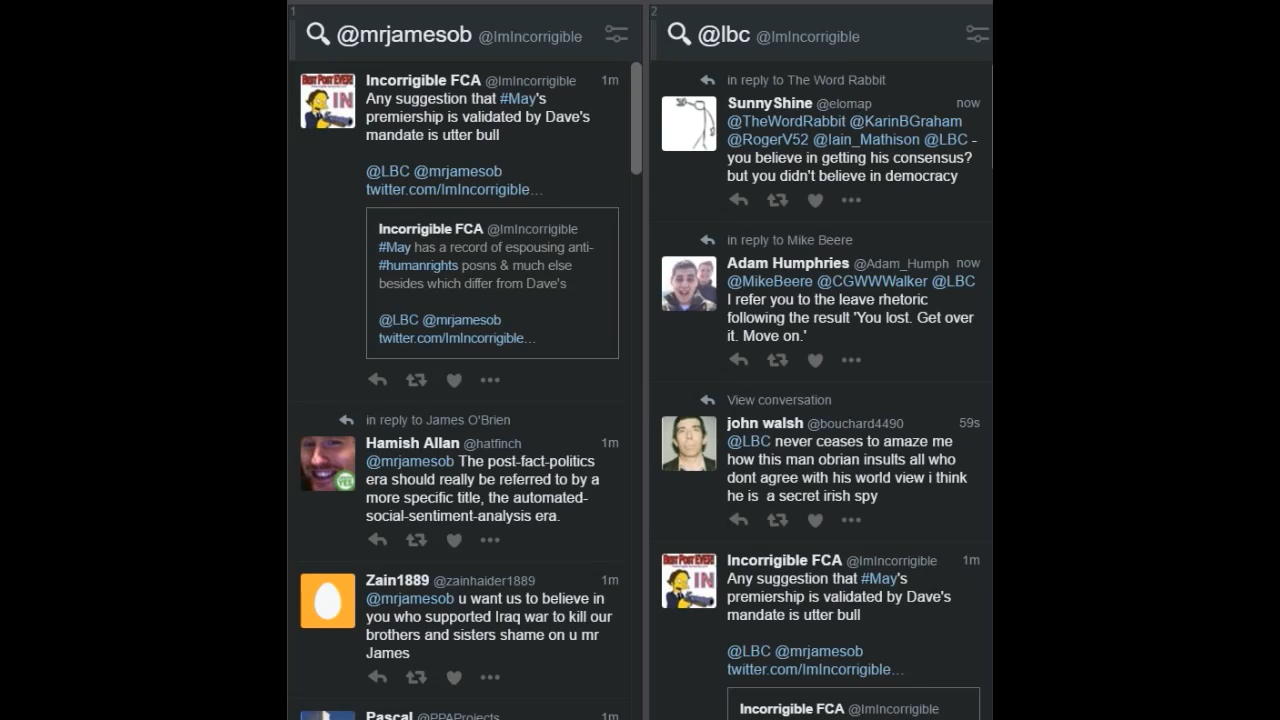 1
@mrjamesob @ImIncorrigible
Incorrigible FCA @ImIncorrigible 1m
BEST POST EVER!
IN
Any suggestion that #May's
premiership is validated by Dave's
mandate is utter bull
@LBC @mrjamesob
twitter.com/ImIncorrigible…
Incorrigible FCA @ImIncorrigible
#May has a record of espousing anti-
#humanrights posns & much else
besides which differ from Dave's
@LBC @mrjamesob
twitter.com/ImIncorrigible…
in reply to James O'Brien
Hamish Allan @hatfinch 1m
YES
@mrjamesob The post-fact-politics
era should really be referred to by a
more specific title, the automated-
social-sentiment-analysis era.
Zain1889 @zainhaider1889 1m
@mrjamesob u want us to believe in
you who supported Iraq war to kill our
brothers and sisters shame on u mr
James
Pascal @PPAProjects 1m
2
@lbc @ImIncorrigible
in reply to The Word Rabbit
SunnyShine @elomap now
@TheWordRabbit @KarinBGraham
@RogerV52 @Iain_Mathison @LBC -
you believe in getting his consensus?
but you didn't believe in democracy
in reply to Mike Beere
Adam Humphries @Adam_Humph now
@MikeBeere @CGWWWalker @LBC
I refer you to the leave rhetoric
following the result 'You lost. Get over
it. Move on.'
View conversation
john walsh @bouchard4490 59s
@LBC never ceases to amaze me
how this man obrian insults all who
dont agree with his world view i think
he is a secret irish spy
Incorrigible FCA @ImIncorrigible 1m
BEST POST EVER!
IN
Any suggestion that #May's
premiership is validated by Dave's
mandate is utter bull
@LBC @mrjamesob
twitter.com/ImIncorrigible…
Incorrigible FCA @ImIncorrigible